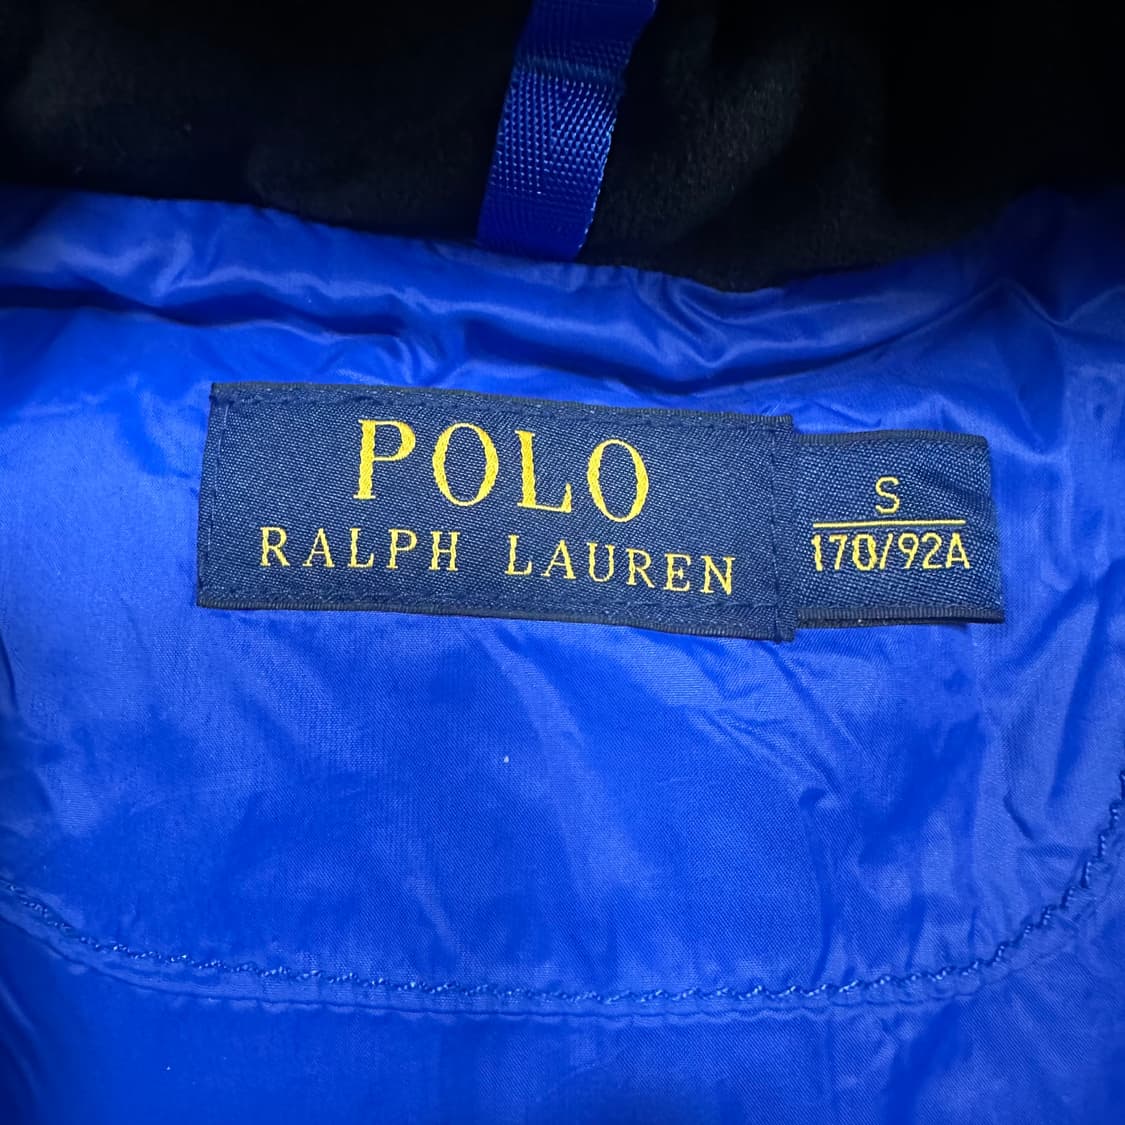 POLO
RALPH LAUREN
S
170/92A